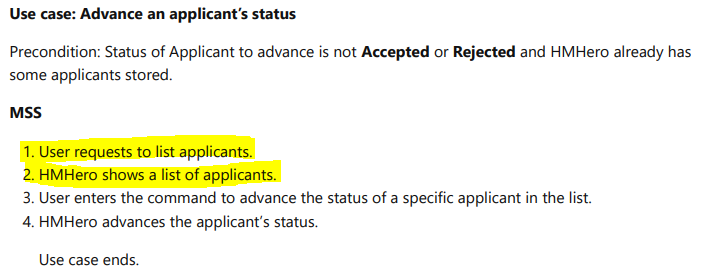 Use case: Advance an applicant’s status
Precondition: Status of Applicant to advance is not Accepted or Rejected and HMHero already has
some applicants stored.
MSS
1. User requests to list applicants.
2. HMHero shows a list of applicants.
3. User enters the command to advance the status of a specific applicant in the list.
4. HMHero advances the applicant’s status.
Use case ends.